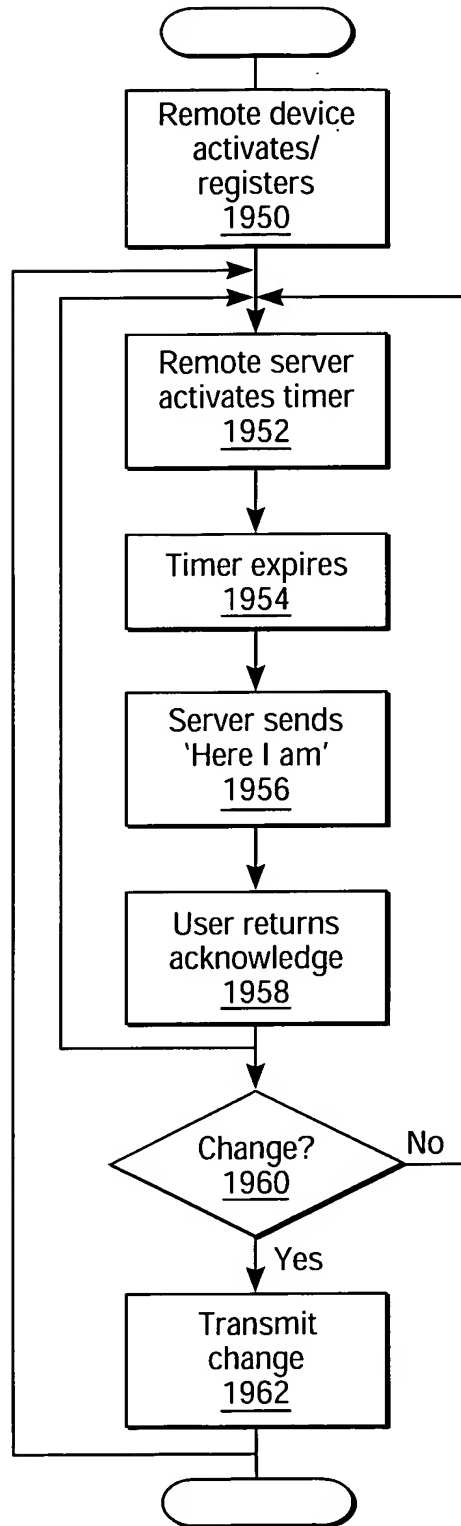 Remote device
activates/
registers
1950
Remote server
activates timer
1952
Timer expires
1954
Server sends
'Here I am'
1956
User returns
acknowledge
1958
Change?
1960
No
Yes
Transmit
change
1962